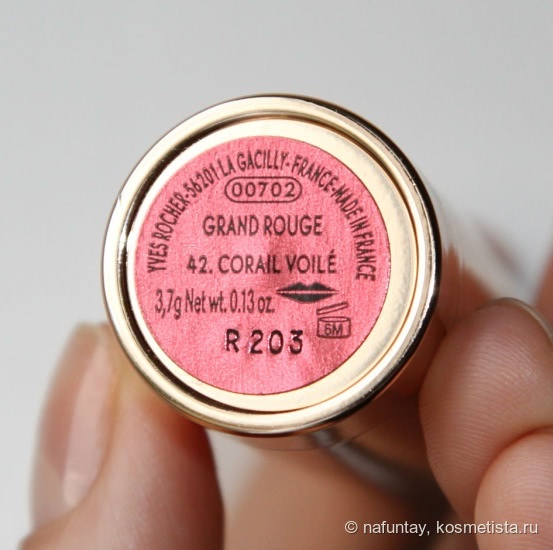 YVES ROCHER-56201 LA GACILLY-FRANCE-MADE IN FRANCE
00702
GRAND ROUGE
42. CORAIL VOILÉ
3,7g Net wt. 0.13 oz.
6M
R 203
© nafuntay, kosmetista.ru